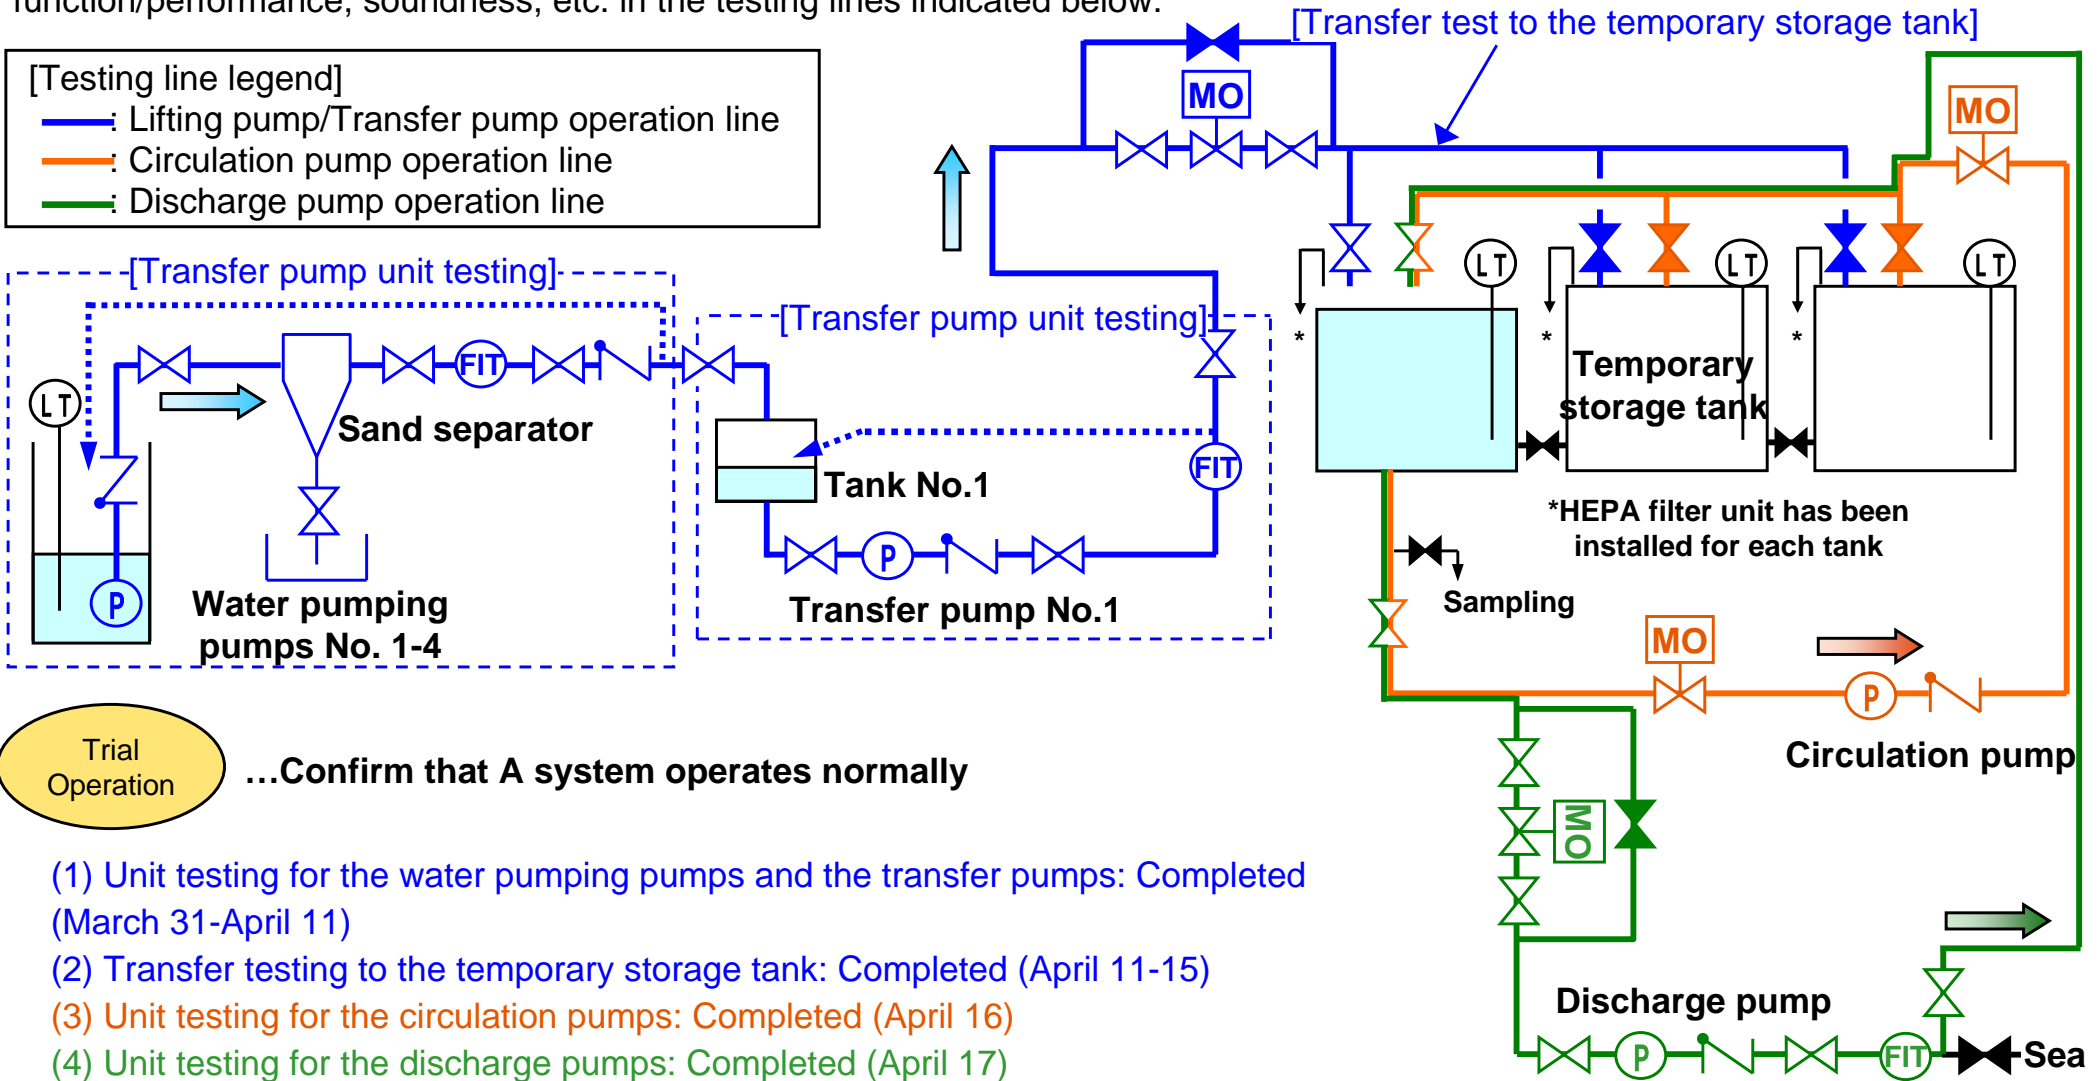 function/performance, soundness, etc. in the testing lines indicated below.
[Transfer test to the temporary storage tank]
[Testing line legend]
: Lifting pump/Transfer pump operation line
: Circulation pump operation line
: Discharge pump operation line
MO
MO
[Transfer pump unit testing]
[Transfer pump unit testing]
LT
LT
LT
LT
FIT
*
*
*
Temporary
storage tank
Sand separator
Tank No.1
FIT
*HEPA filter unit has been
installed for each tank
P
P
Water pumping
pumps No. 1-4
Transfer pump No.1
Sampling
MO
P
Circulation pump
Trial
Operation
...Confirm that A system operates normally
MO
(1) Unit testing for the water pumping pumps and the transfer pumps: Completed
(March 31-April 11)
(2) Transfer testing to the temporary storage tank: Completed (April 11-15)
(3) Unit testing for the circulation pumps: Completed (April 16)
(4) Unit testing for the discharge pumps: Completed (April 17)
Discharge pump
P
FIT
Sea